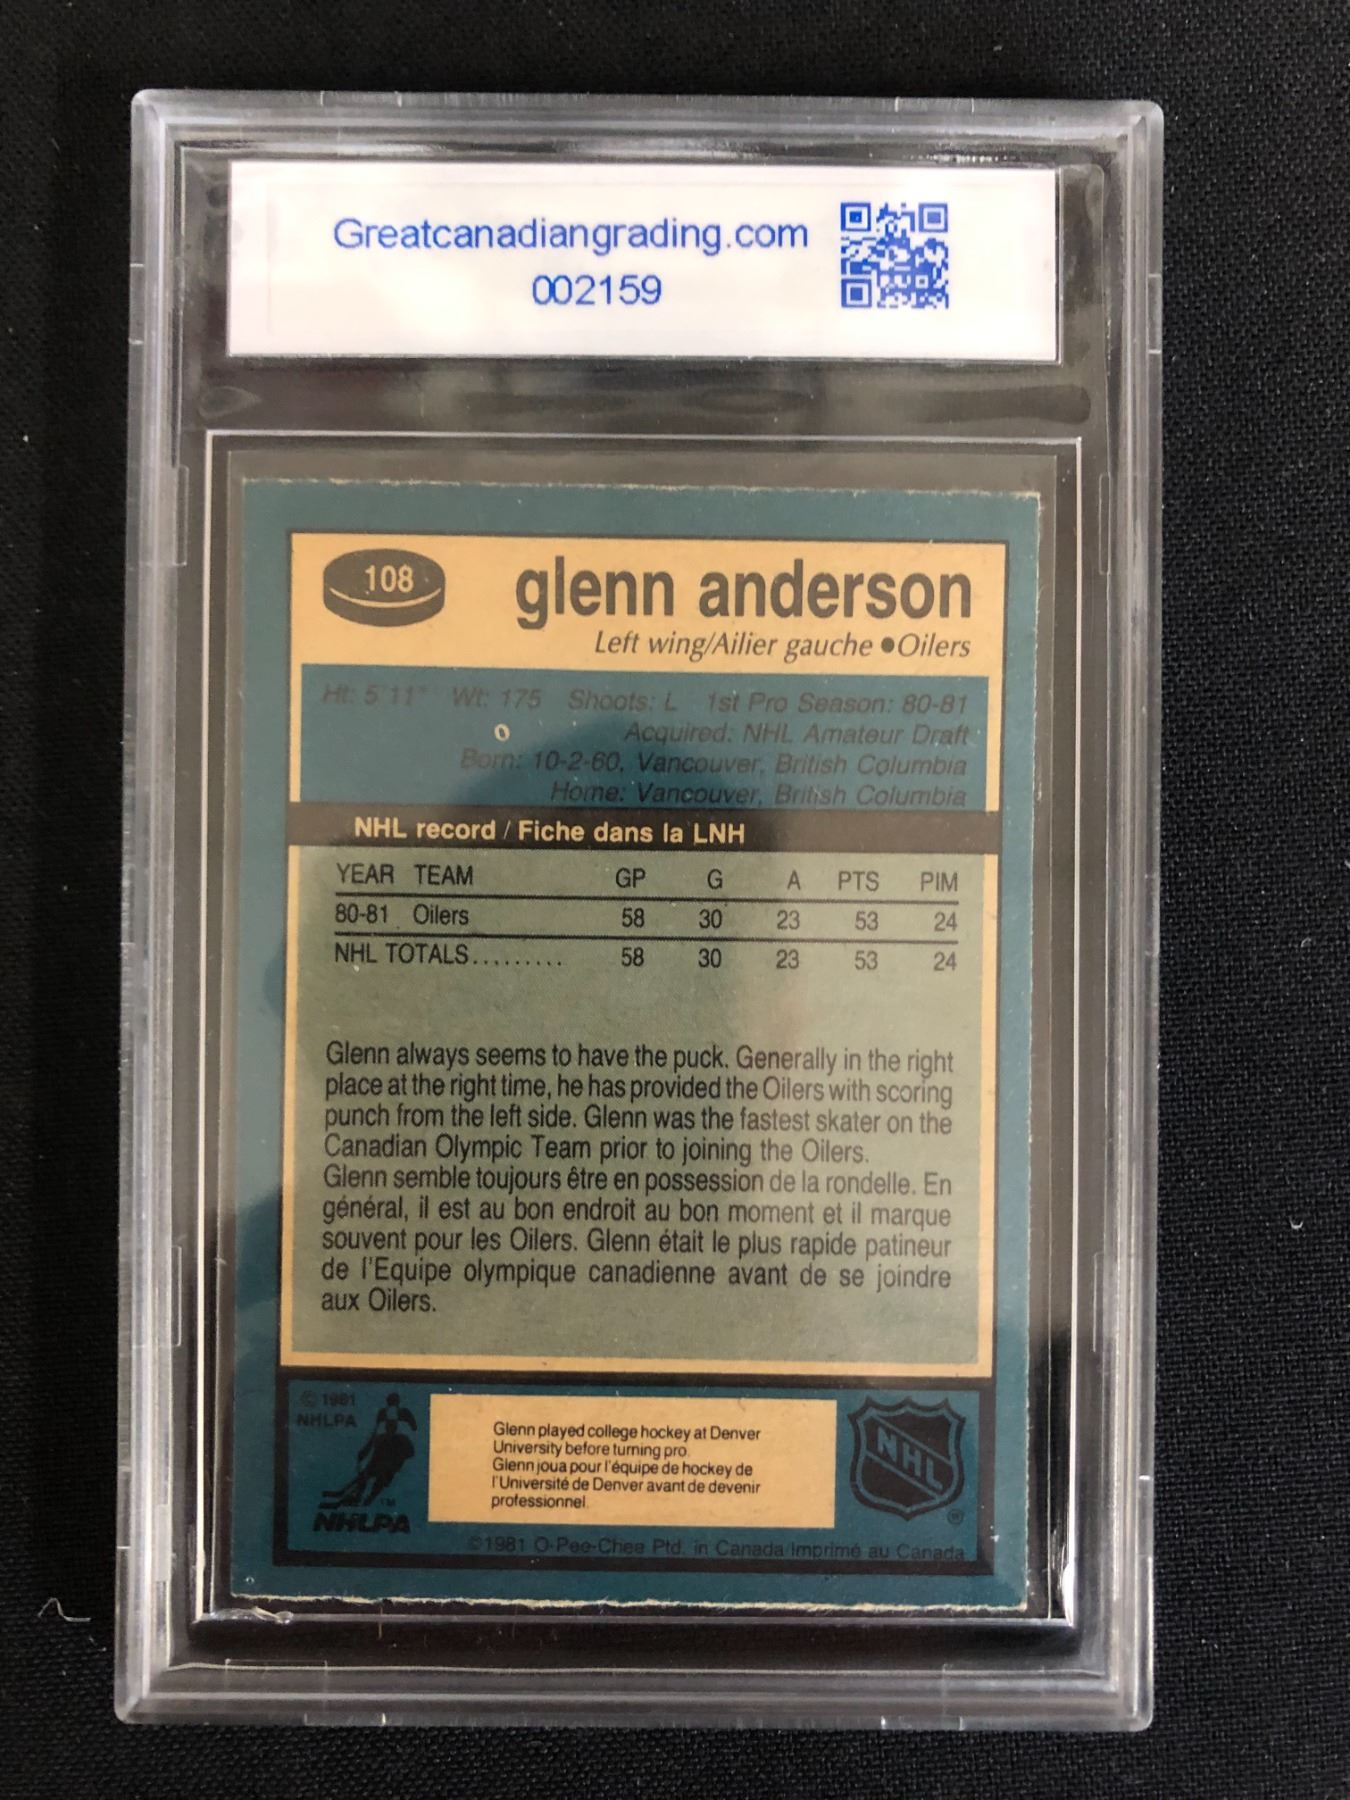 Greatcanadiangrading.com
002159
108
glenn anderson
Left wing/Ailier gauche ●Oilers
Ht: 5'11" Wt: 175 Shoots: L 1st Pro Season: 80-81
Acquired: NHL Amateur Draft
Born: 10-2-60, Vancouver, British Columbia
Home: Vancouver, British Columbia
NHL record / Fiche dans la LNH
YEAR TEAM GP G A PTS PIM
80-81 Oilers 58 30 23 53 24
NHL TOTALS......... 58 30 23 53 24
Glenn always seems to have the puck. Generally in the right
place at the right time, he has provided the Oilers with scoring
punch from the left side. Glenn was the fastest skater on the
Canadian Olympic Team prior to joining the Oilers.
Glenn semble toujours être en possession de la rondelle. En
général, il est au bon endroit au bon moment et il marque
souvent pour les Oilers. Glenn était le plus rapide patineur
de l'Equipe olympique canadienne avant de se joindre
aux Oilers.
© 1981
NHLPA
TM
NHLPA
Glenn played college hockey at Denver
University before turning pro.
Glenn joua pour l'équipe de hockey de
l'Université de Denver avant de devenir
professionnel.
NHL
®
©1981 O-Pee-Chee Ptd. in Canada/Imprimé au Canada